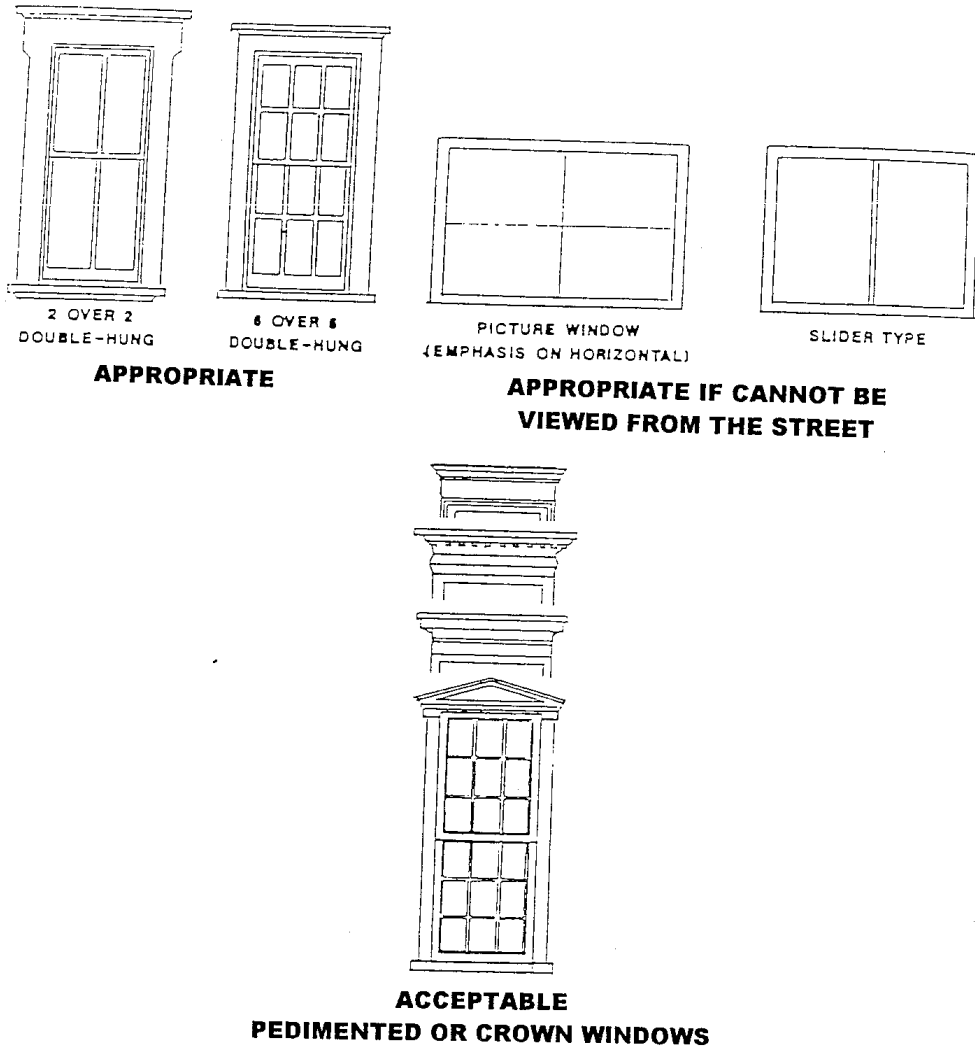 2 OVER 2
DOUBLE-HUNG
6 OVER 6
DOUBLE-HUNG
APPROPRIATE
PICTURE WINDOW
(EMPHASIS ON HORIZONTAL)
SLIDER TYPE
APPROPRIATE IF CANNOT BE
VIEWED FROM THE STREET
ACCEPTABLE
PEDIMENTED OR CROWN WINDOWS